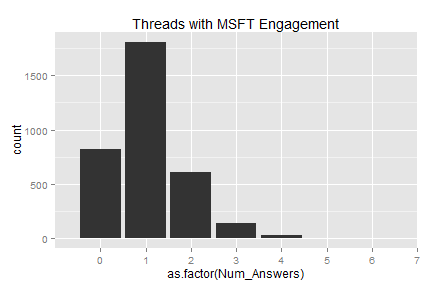 Threads with MSFT Engagement
count
1500
1000
500
0
0 1 2 3 4 5 6 7
as.factor(Num_Answers)